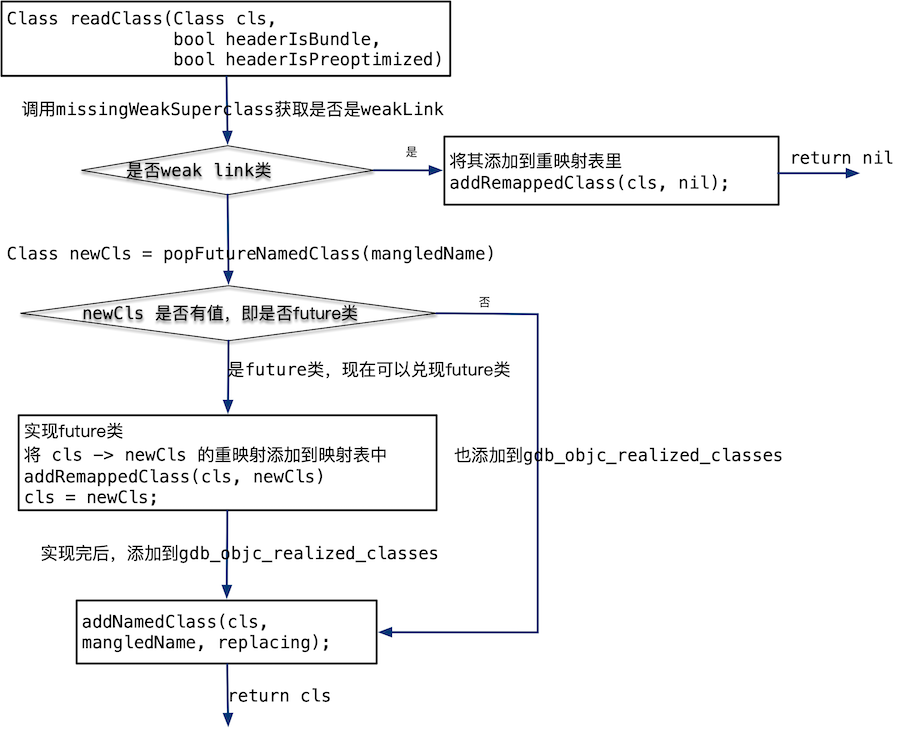 Class readClass(Class cls,
bool headerIsBundle,
bool headerIsPreoptimized)
调用missingWeakSuperclass获取是否是weakLink
是否weak link类
是
将其添加到重映射表里
addRemappedClass(cls, nil);
return nil
Class newCls = popFutureNamedClass(mangledName)
newCls 是否有值，即是否future类
否
是future类，现在可以兑现future类
实现future类
将 cls -> newCls 的重映射添加到映射表中
addRemappedClass(cls, newCls)
cls = newCls;
也添加到gdb_objc_realized_classes
实现完后，添加到gdb_objc_realized_classes
addNamedClass(cls,
mangledName, replacing);
return cls